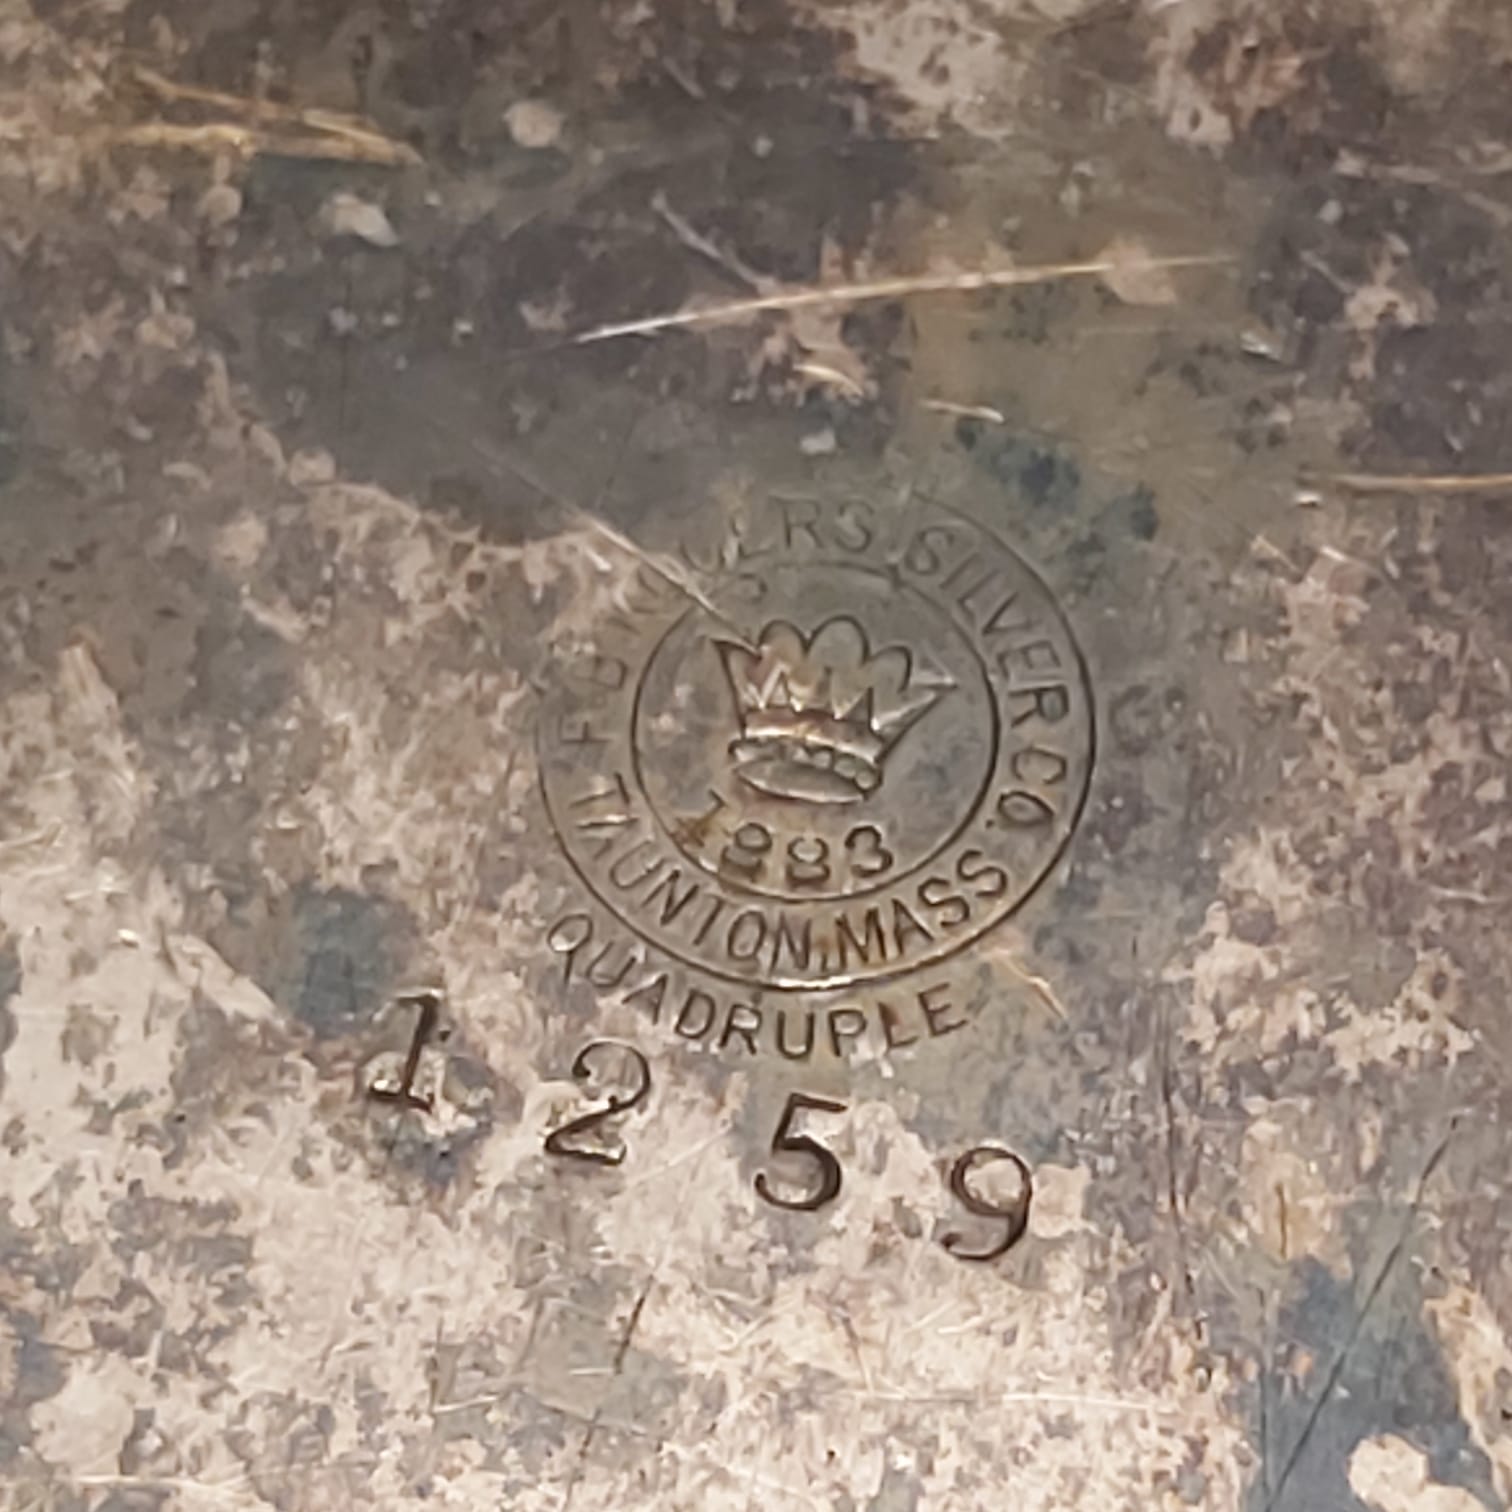 F.B. ROGERS SILVER CO.
1883
TAUNTON, MASS
QUADRUPLE
1259